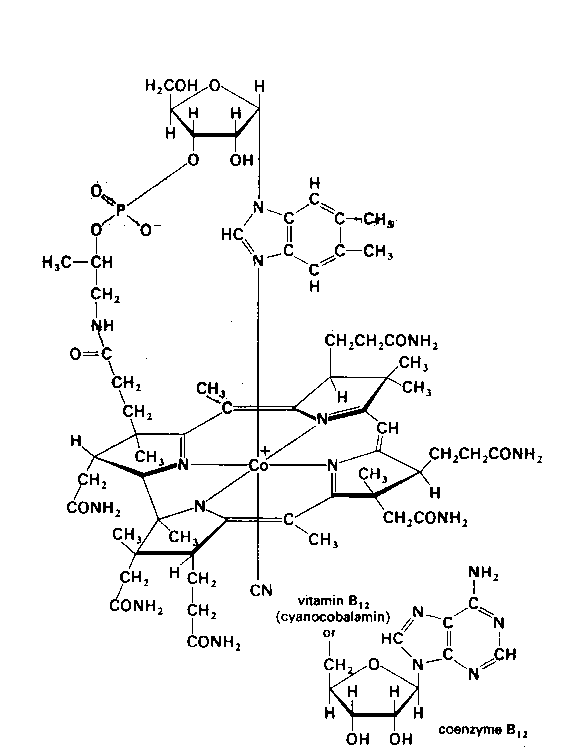 H₂COH O H
H H H
H
O OH
O P O⁻
O
H₃C—CH
CH₂
NH
O=C
CH₂
CH₂
H
N C C CH₃
HC
N C C CH₃
C
H
CH₂CH₂CONH₂
CH₃
CH₃
H
CH₃
C
N
CH
H
CH₃
N
Co
+
N
CH₃
CH₂CH₂CONH₂
H
CH₂
CONH₂
N
C
CH₂CONH₂
CH₃
CH₃
CH₃
CH₂
H
CH₂
CONH₂
CH₂
CONH₂
CN
vitamin B₁₂
(cyanocobalamin)
or
NH₂
N C N
C
HC
C CH
N N
CH₂ O
H H
H H
OH OH
coenzyme B₁₂